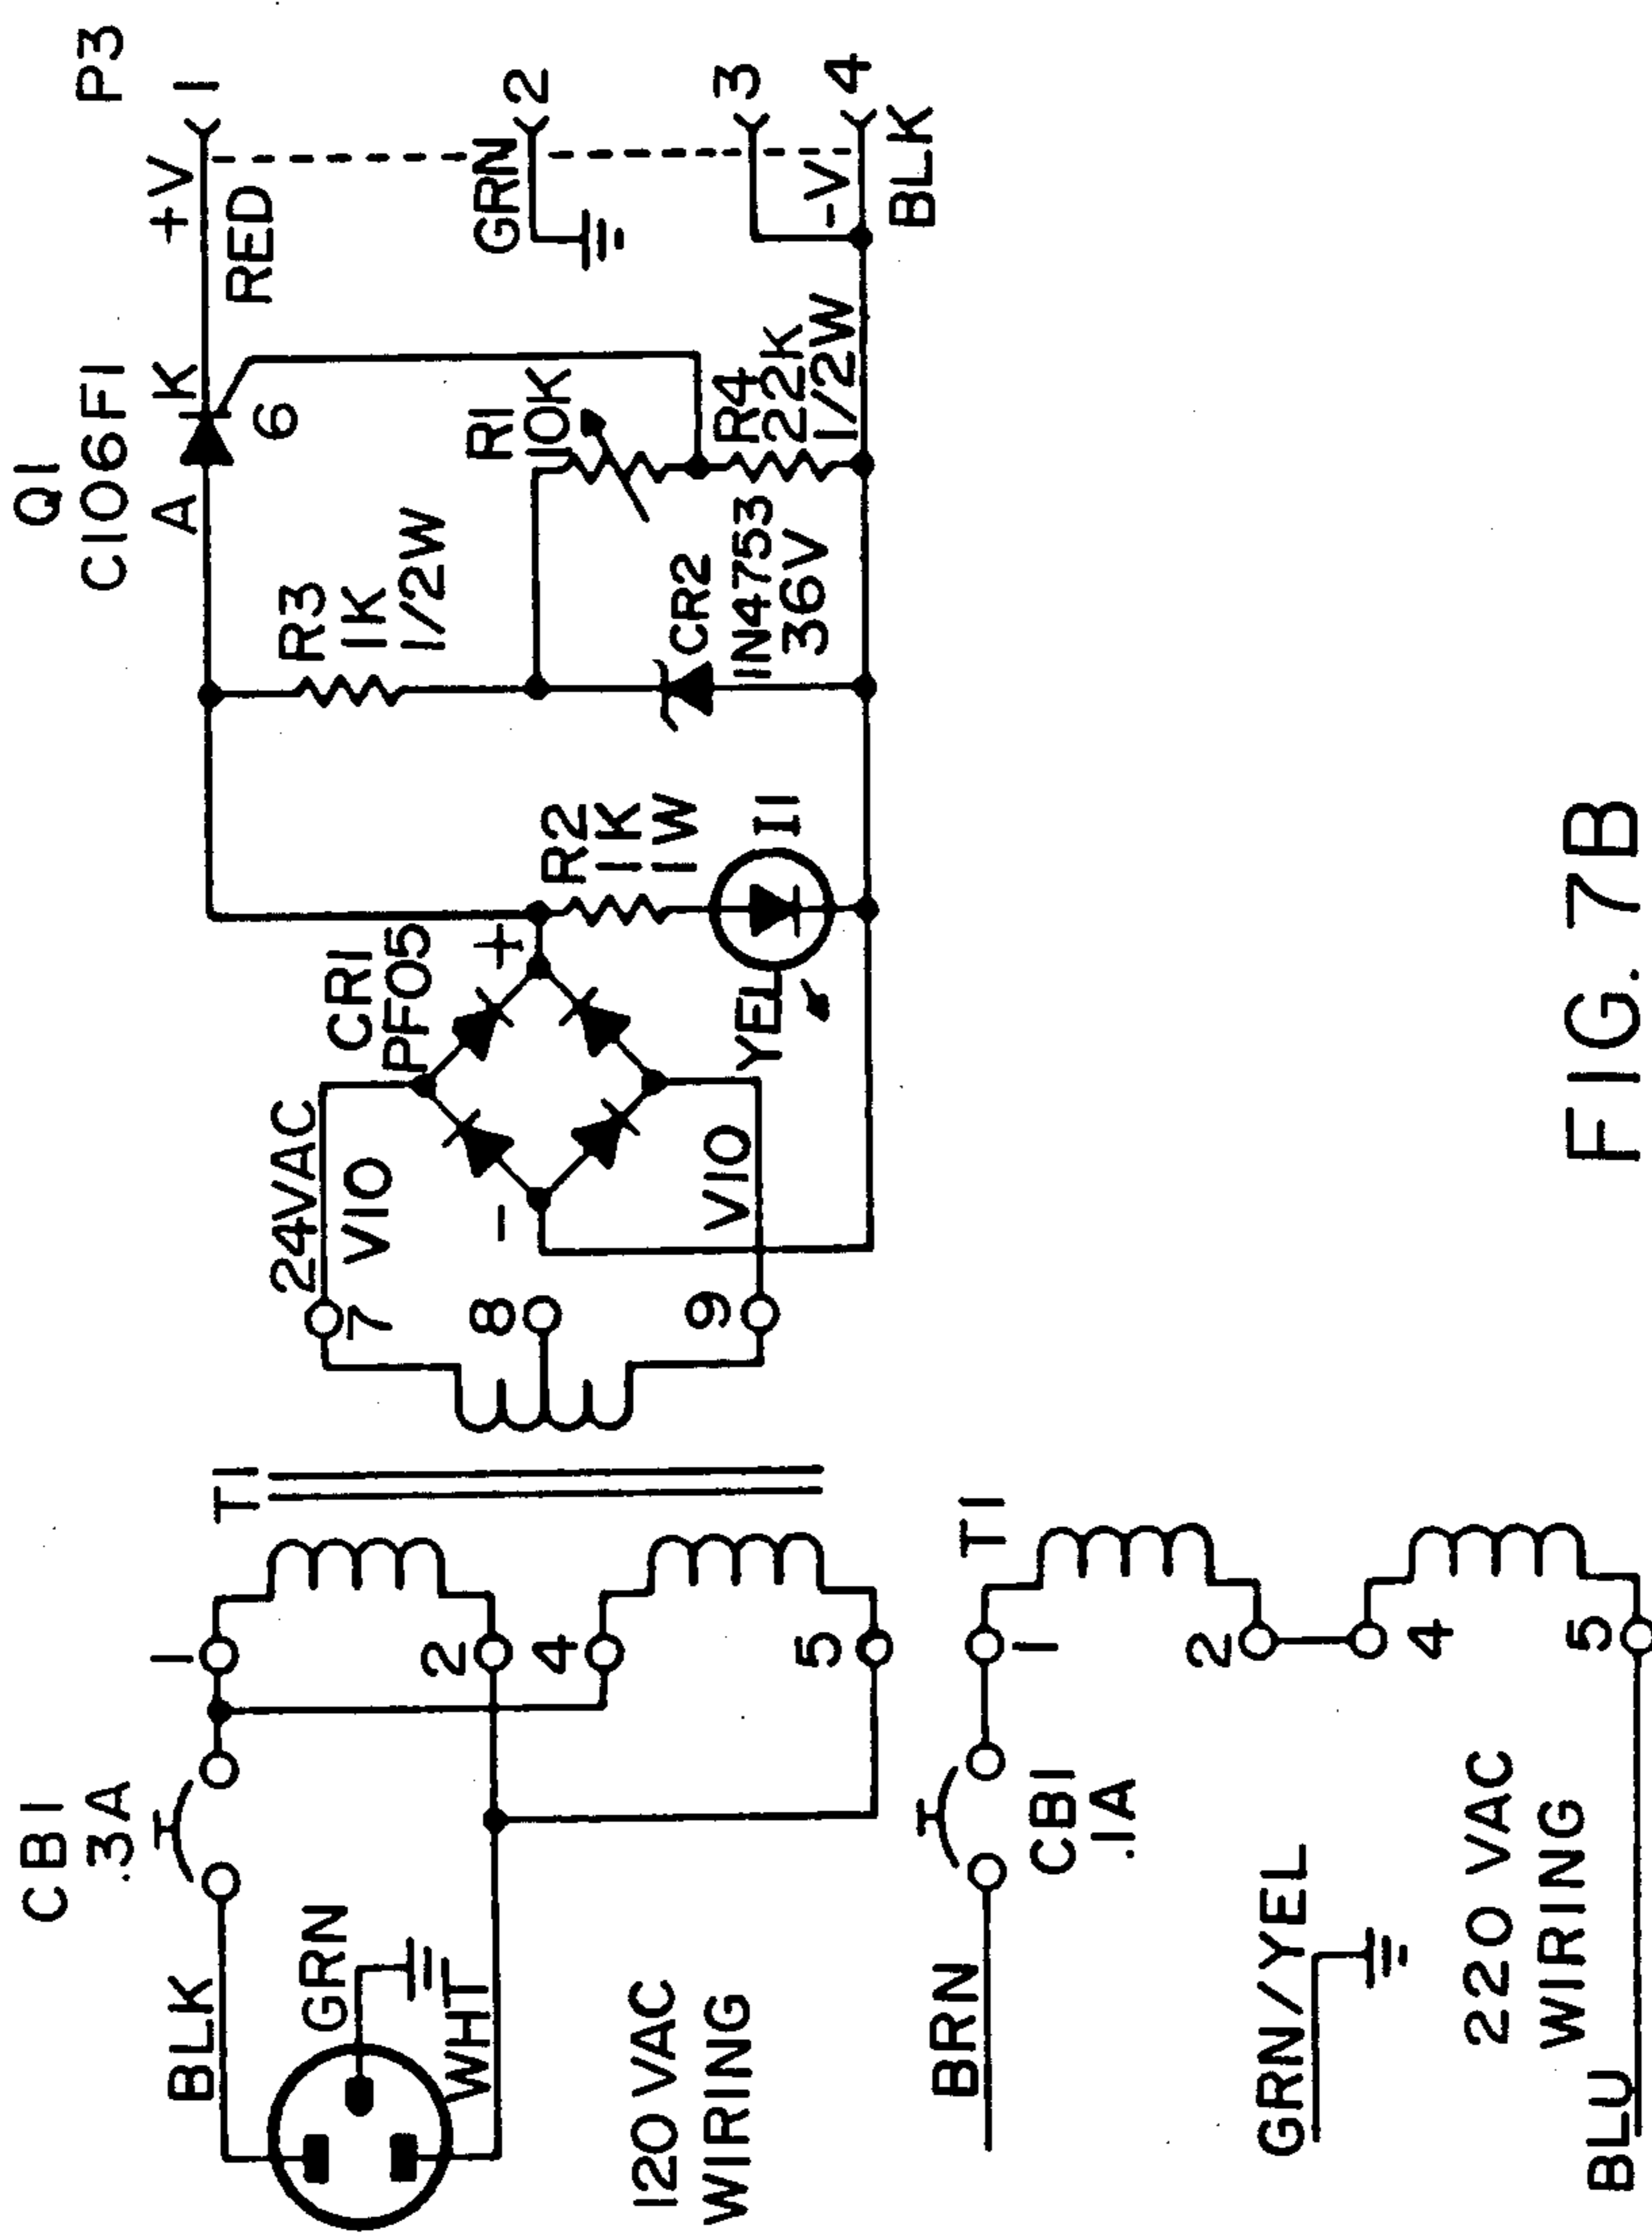 CB1
.3A
BLK
GRN
WHT
120 VAC
WIRING
1
2
4
5
T1
24VAC
VIO
7
8
9
VIO
CR1
PF05
+
-
R2
1K
1W
YEL
I1
R3
1K
1/2W
CR2
1N4753
36V
Q1
C106F1
A
K
6
R1
10K
R4
2.2K
1/2W
+V
RED
GRN
-V
BLK
P3
1
2
3
4
BRN
CB1
.1A
T1
1
2
4
5
GRN/YEL
220 VAC
WIRING
BLU
FIG. 7B